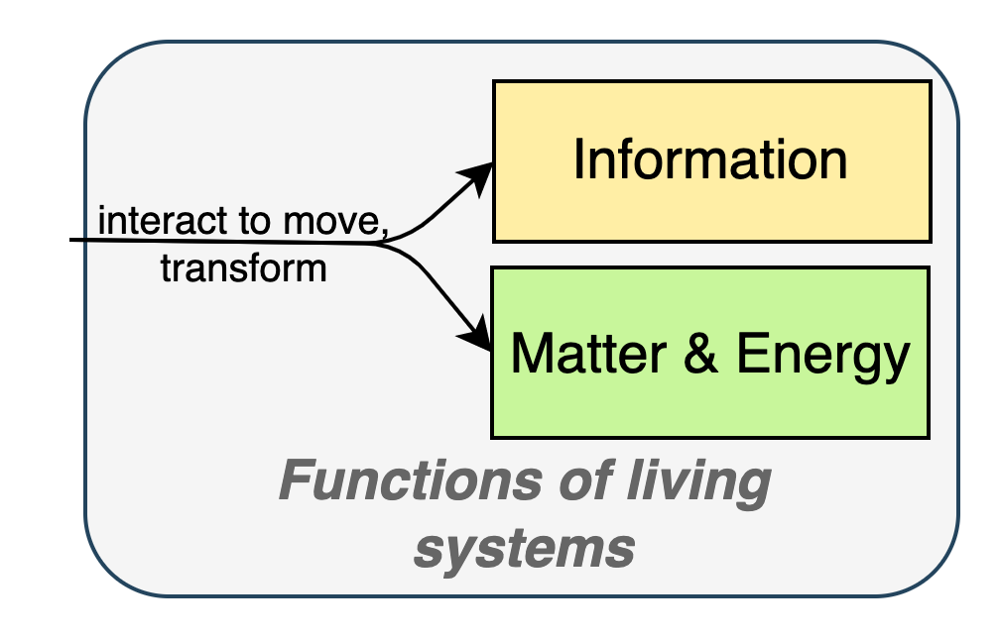 Information
interact to move,
transform
Matter & Energy
Functions of living
systems